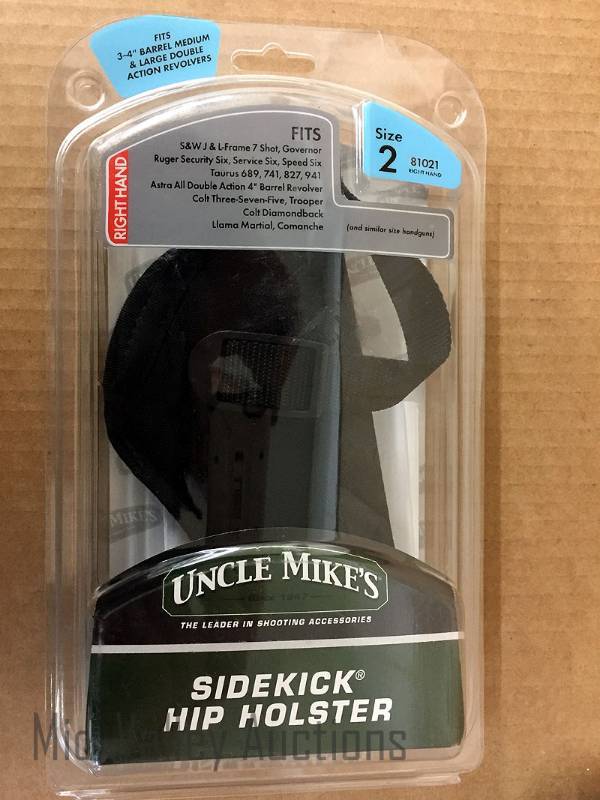 FITS
3-4" BARREL MEDIUM
& LARGE DOUBLE
ACTION REVOLVERS
RIGHT HAND
FITS
S&W J & L-Frame 7 Shot, Governor
Ruger Security Six, Service Six, Speed Six
Taurus 689, 741, 827, 941
Astra All Double Action 4" Barrel Revolver
Colt Three-Seven-Five, Trooper
Colt Diamondback
Llama Martial, Comanche
(and similar size handguns)
Size
2 81021
RIGHT HAND
MIKE'S
UNCLE MIKE'S
Since 1947
THE LEADER IN SHOOTING ACCESSORIES
SIDEKICK®
HIP HOLSTER
Auctions